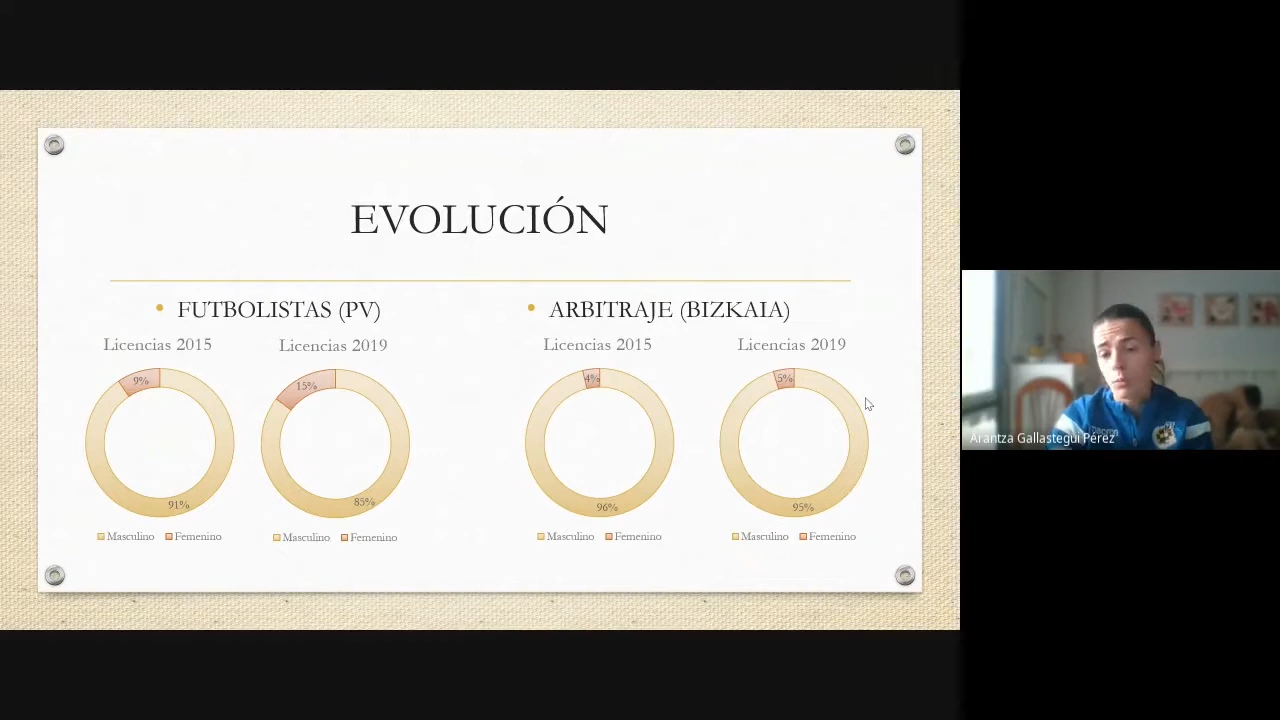 EVOLUCIÓN
• FUTBOLISTAS (PV)
• ARBITRAJE (BIZKAIA)
Licencias 2015
Licencias 2019
Licencias 2015
Licencias 2019
9%
15%
4%
5%
91%
85%
96%
95%
Masculino Femenino
Masculino Femenino
Masculino Femenino
Masculino Femenino
Arantza Gallastegui Pérez